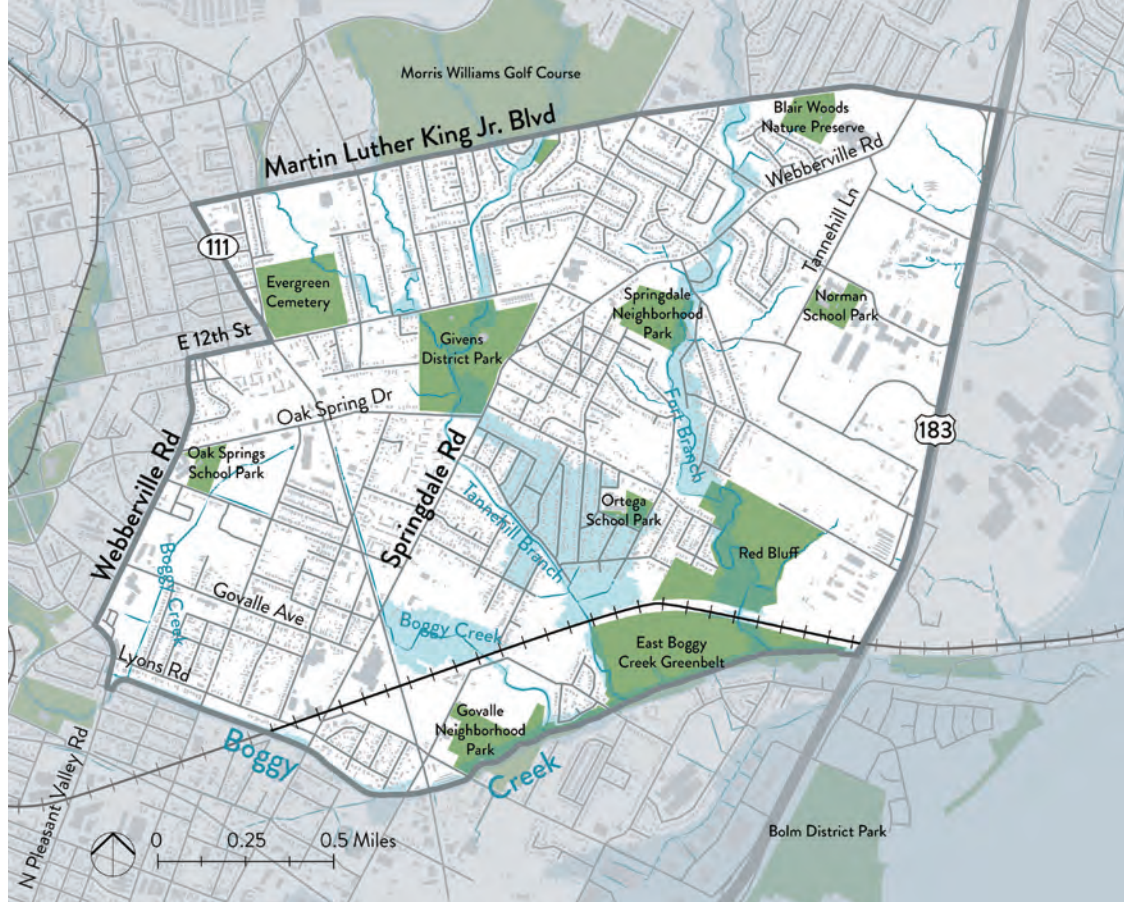 Morris Williams Golf Course
Martin Luther King Jr. Blvd
Blair Woods
Nature Preserve
Webberville Rd
111
Tannehill Ln
Evergreen
Cemetery
E 12th St
Givens
District Park
Springdale
Neighborhood
Park
Norman
School Park
Oak Spring Dr
Fort Branch
183
Oak Springs
School Park
Webberville Rd
Springdale Rd
Tannehill Branch
Ortega
School Park
Red Bluff
Boggy Creek
Govalle Ave
Boggy Creek
Lyons Rd
East Boggy
Creek Greenbelt
Govalle
Neighborhood
Park
Boggy
Creek
N Pleasant Valley Rd
Bolm District Park
0 0.25 0.5 Miles